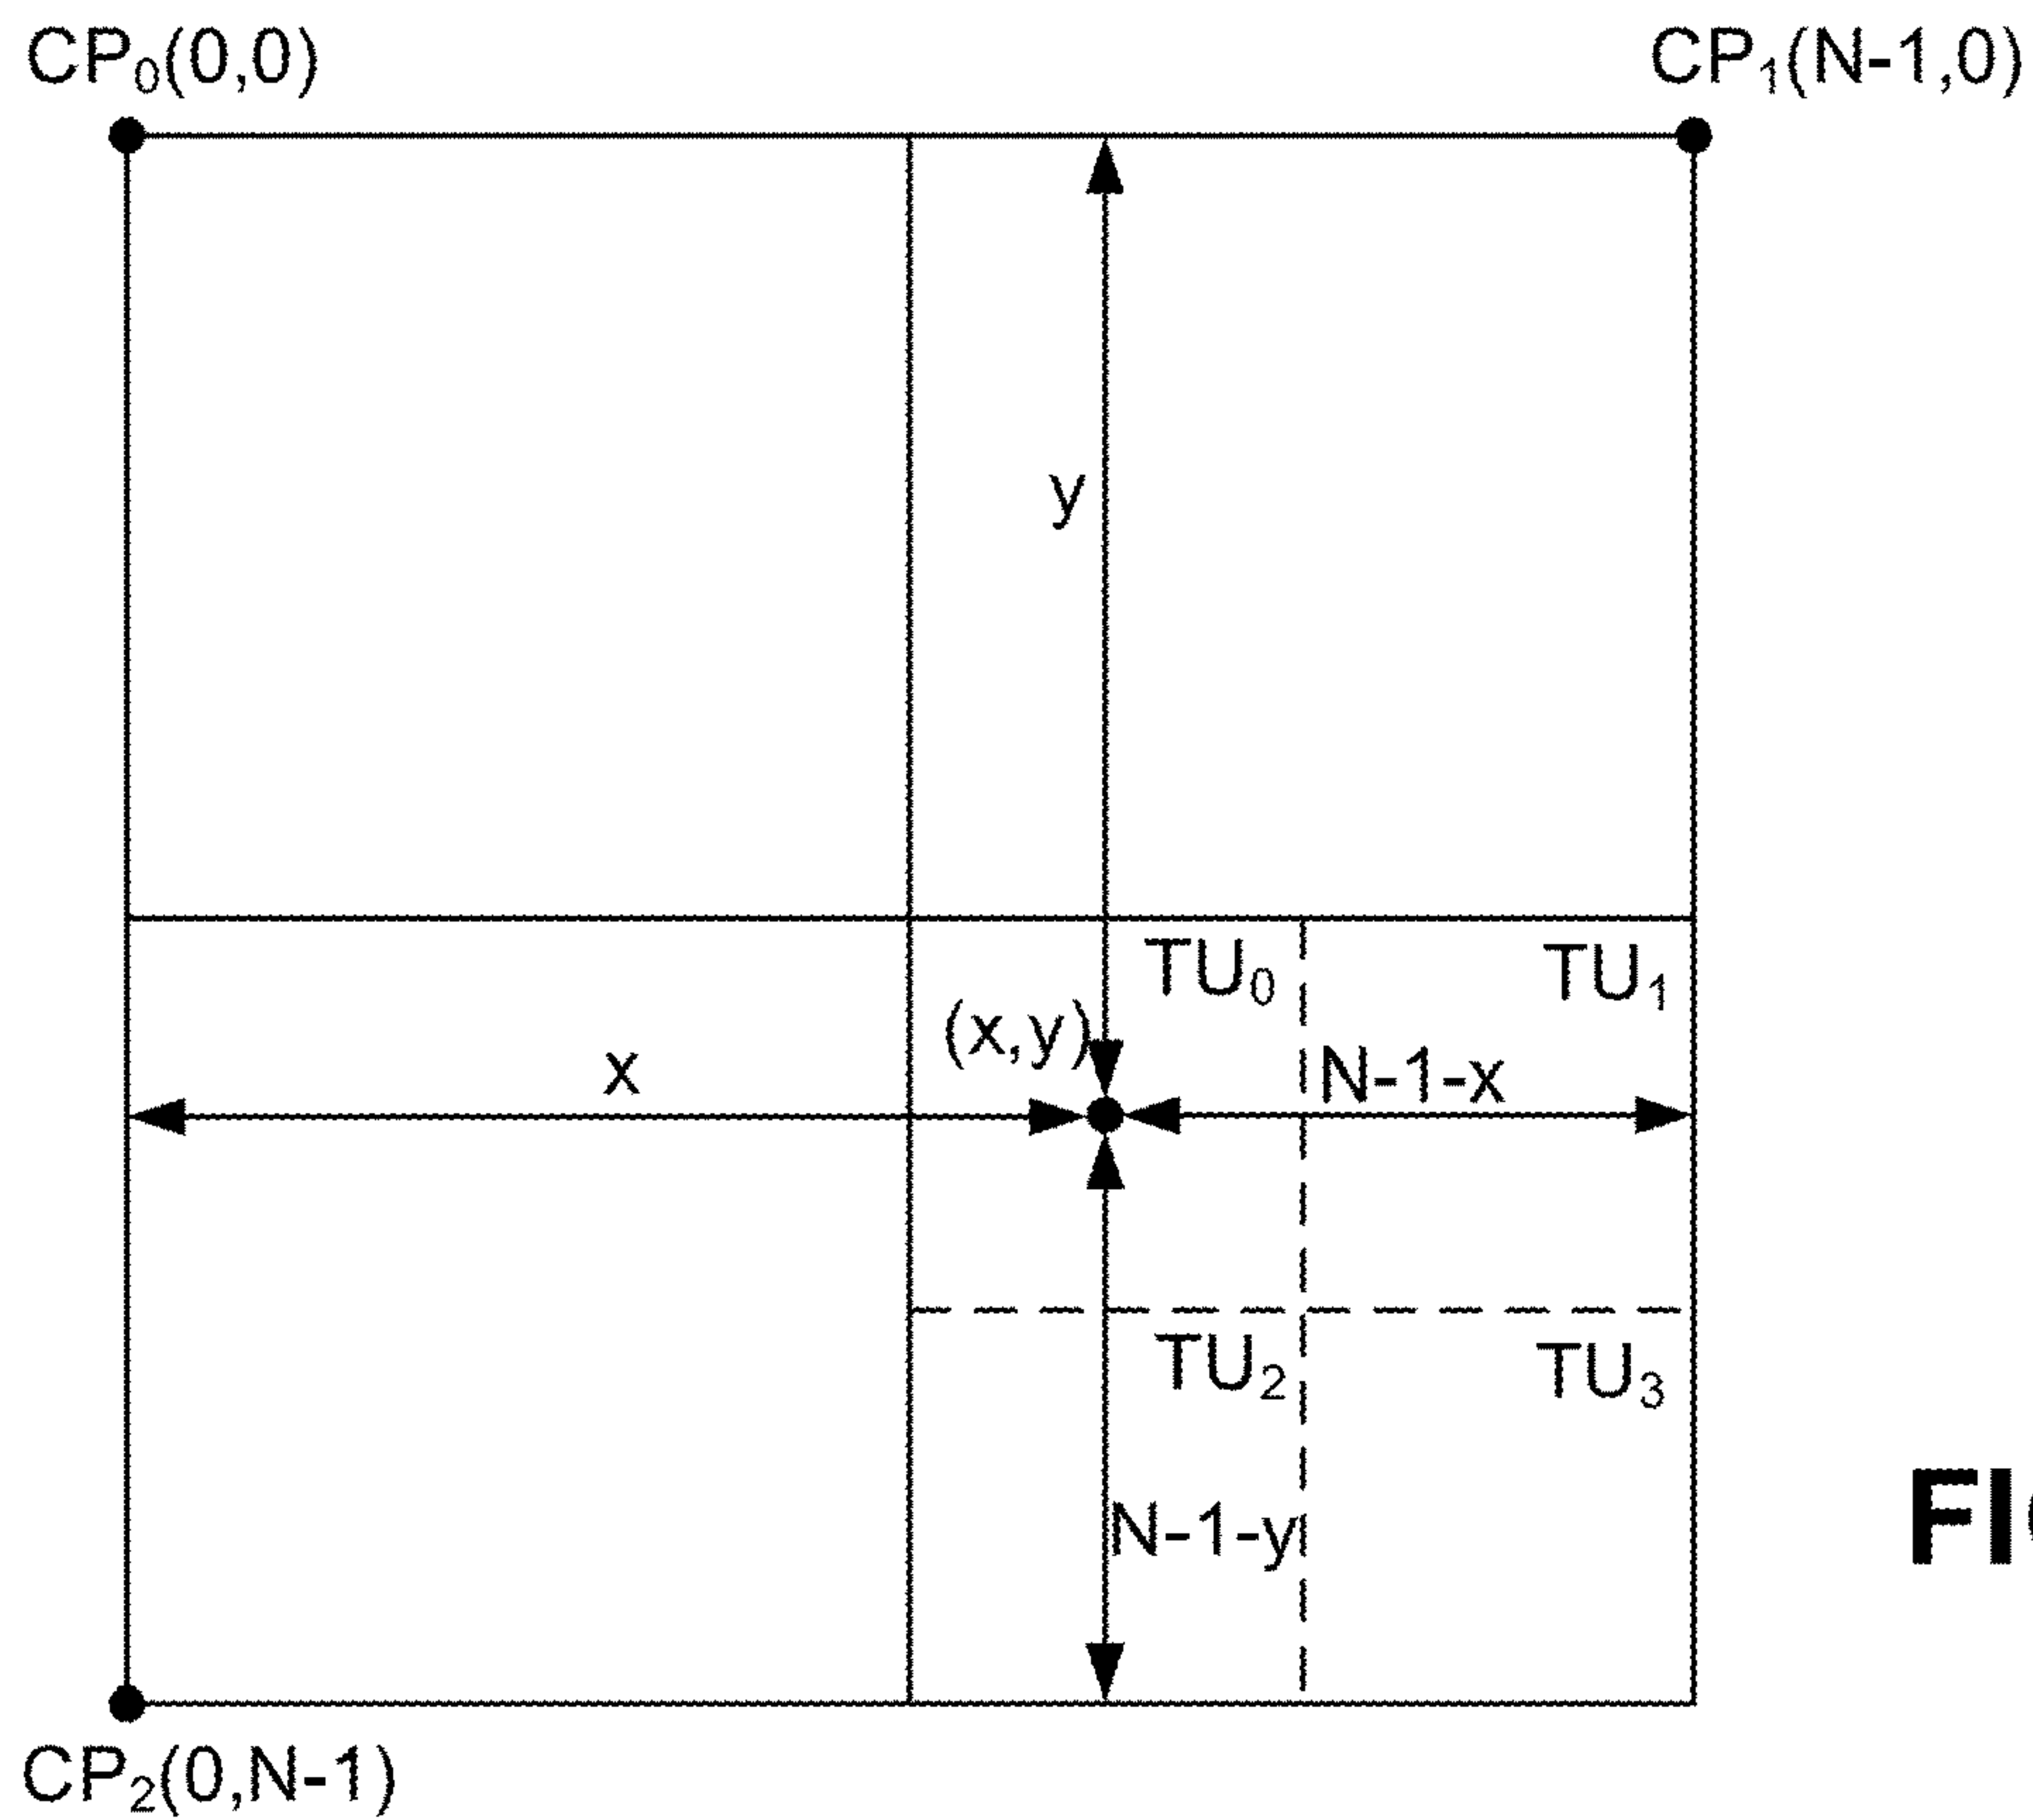 CP₀(0,0)
CP₁(N-1,0)
y
TU₀
TU₁
(x,y)
x
N-1-x
TU₂
TU₃
N-1-y
CP₂(0,N-1)